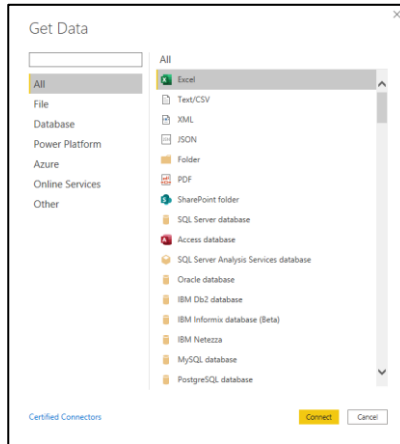 Get Data
All
File
Database
Power Platform
Azure
Online Services
Other
All
Excel
Text/CSV
XML
JSON
Folder
PDF
SharePoint folder
SQL Server database
Access database
SQL Server Analysis Services database
Oracle database
IBM Db2 database
IBM Informix database (Beta)
IBM Netezza
MySQL database
PostgreSQL database
Certified Connectors
Connect
Cancel